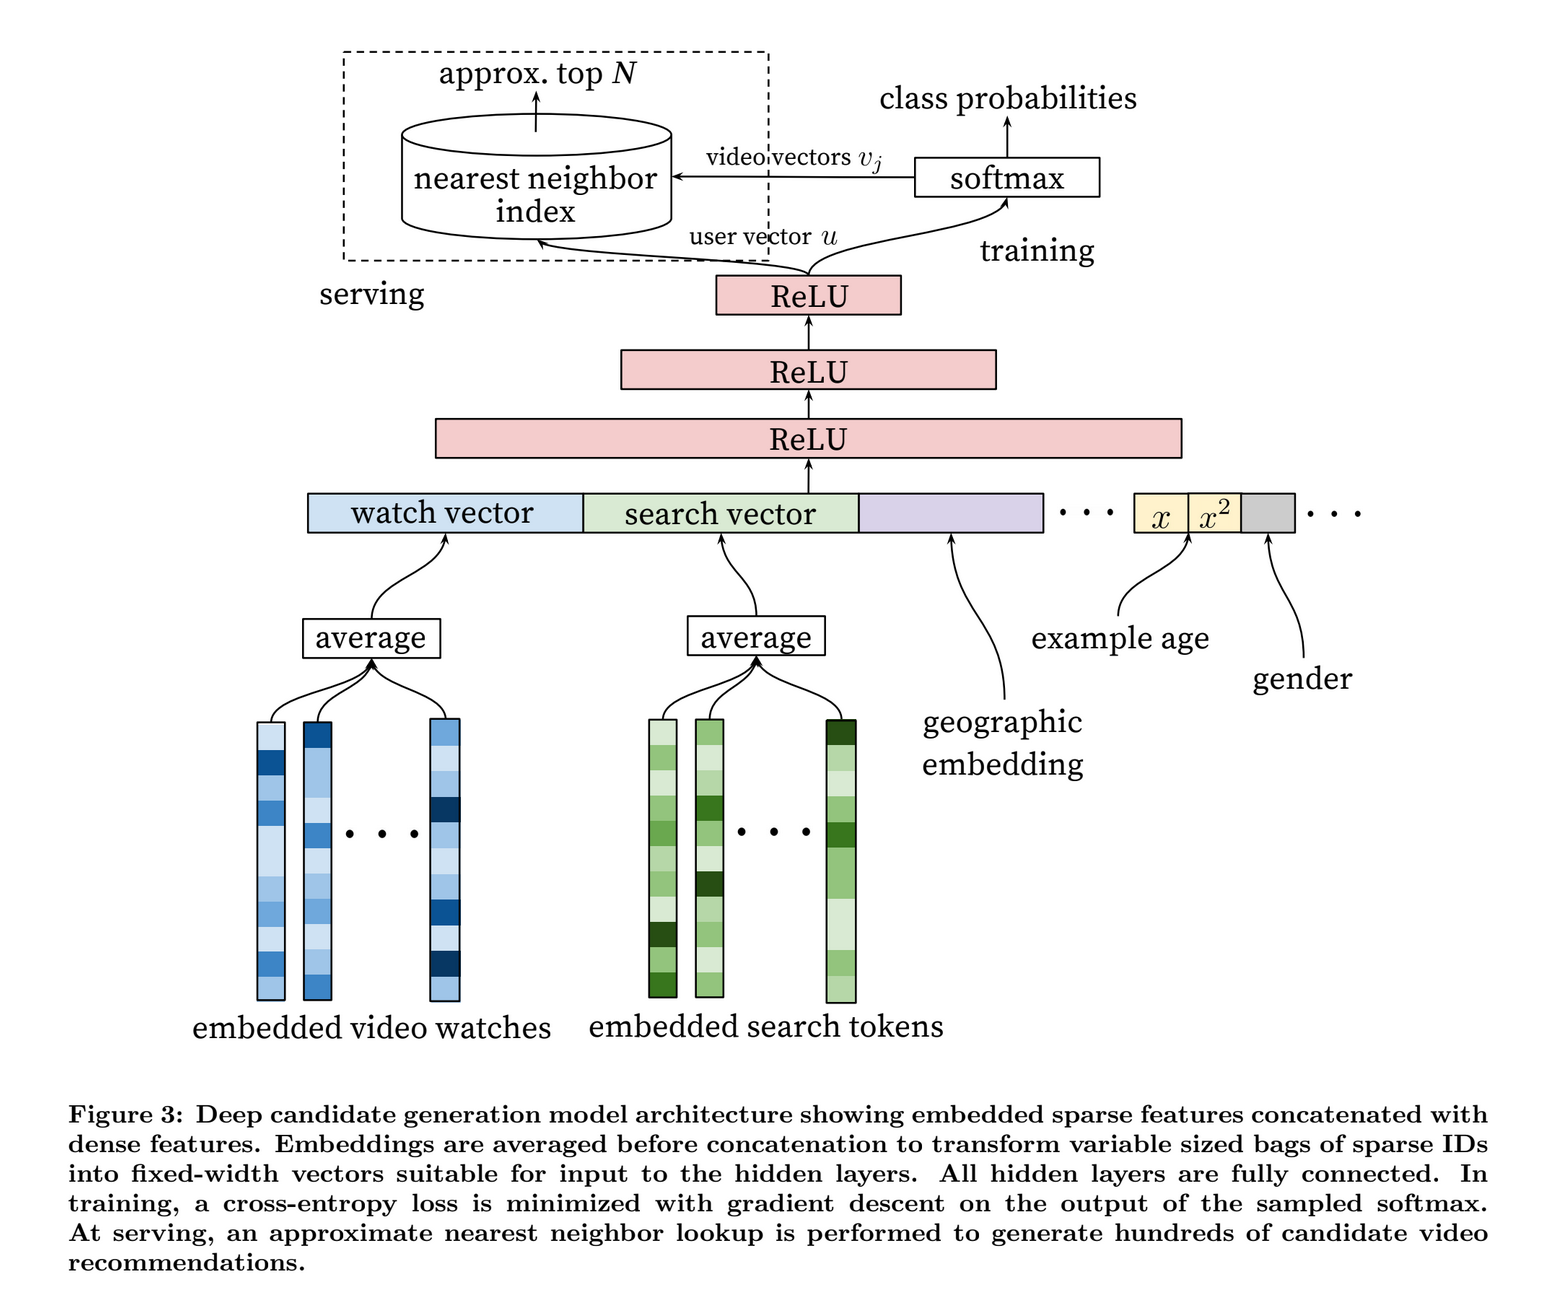 approx. top N
class probabilities
video vectors v_j
nearest neighbor
index
softmax
user vector u
training
serving
ReLU
ReLU
ReLU
watch vector
search vector
x
x²
average
average
example age
gender
geographic
embedding
embedded video watches
embedded search tokens
Figure 3: Deep candidate generation model architecture showing embedded sparse features concatenated with
dense features. Embeddings are averaged before concatenation to transform variable sized bags of sparse IDs
into fixed-width vectors suitable for input to the hidden layers. All hidden layers are fully connected. In
training, a cross-entropy loss is minimized with gradient descent on the output of the sampled softmax.
At serving, an approximate nearest neighbor lookup is performed to generate hundreds of candidate video
recommendations.